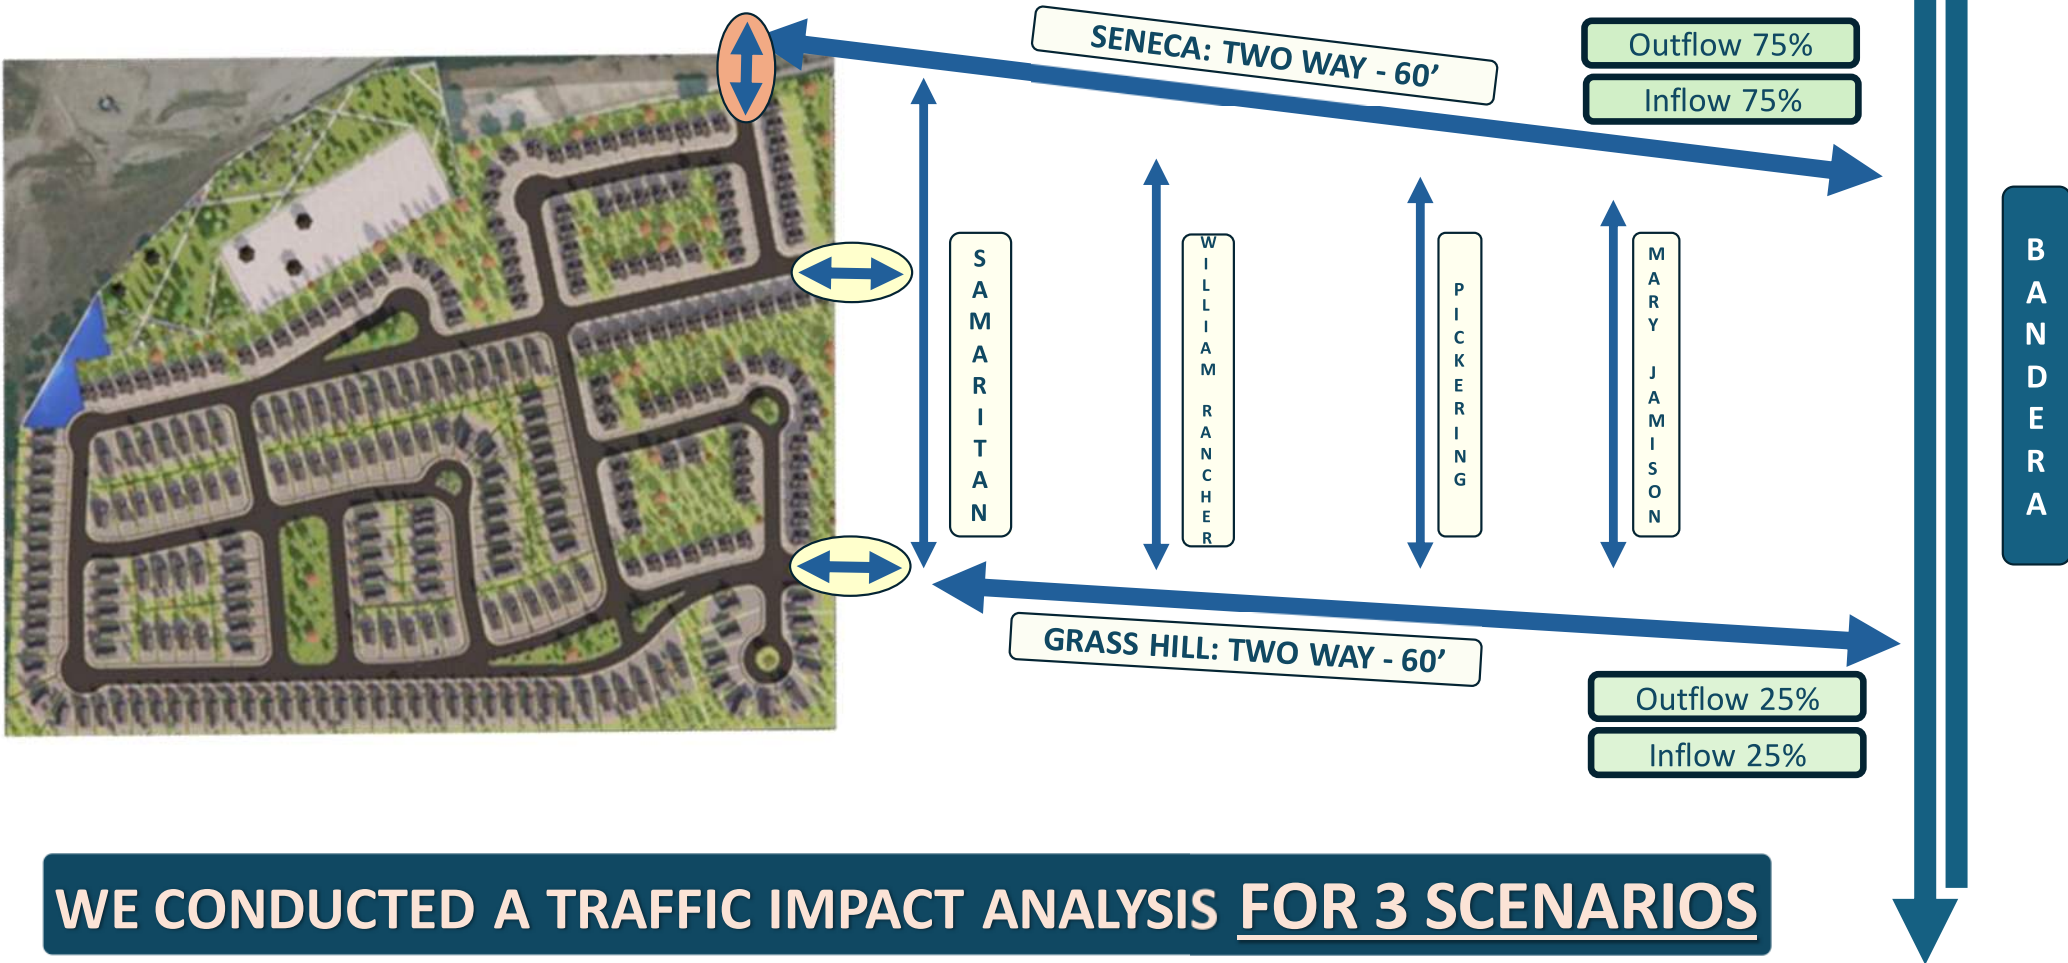 SENECA: TWO WAY - 60’
Outflow 75%
Inflow 75%
SAMARITAN
WILLIAM RANCHER
PICKERING
MARY JAMISON
BANDERA
GRASS HILL: TWO WAY - 60’
Outflow 25%
Inflow 25%
WE CONDUCTED A TRAFFIC IMPACT ANALYSIS FOR 3 SCENARIOS